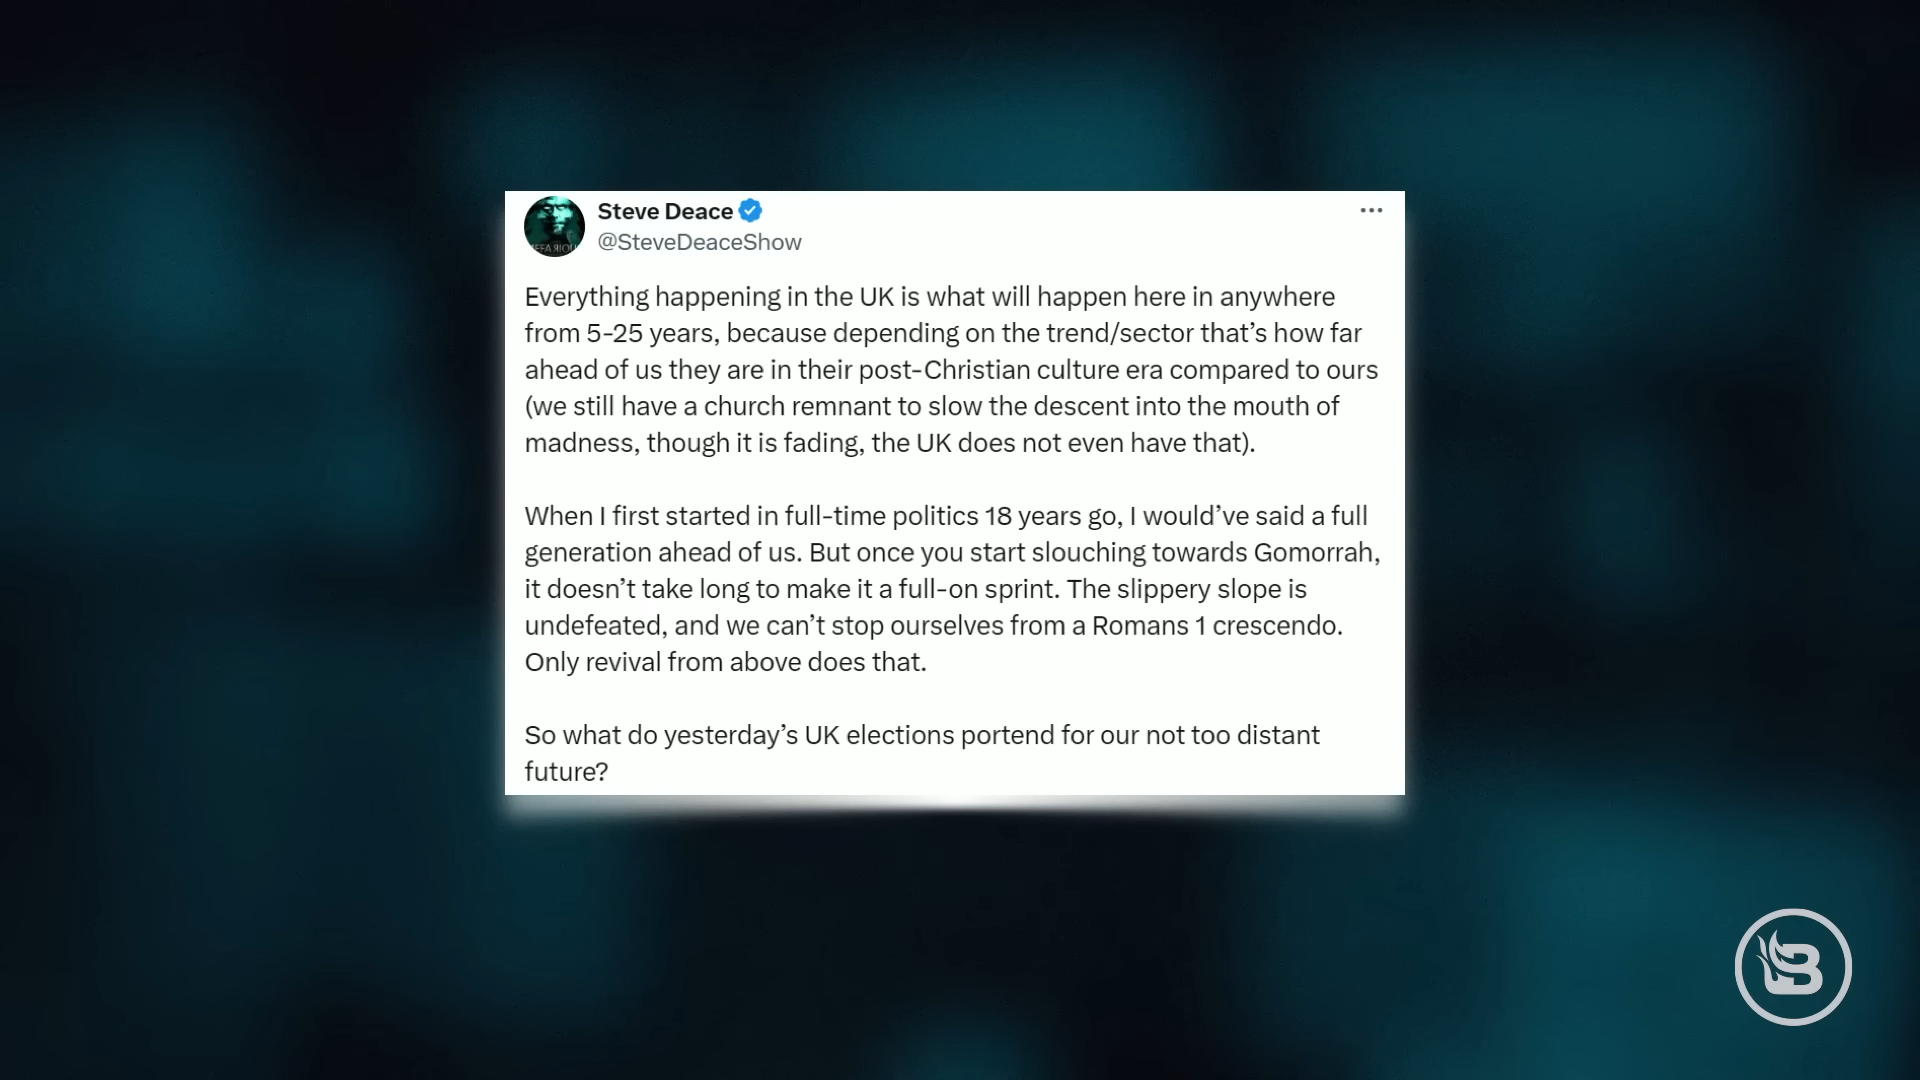 Steve Deace
@SteveDeaceShow
Everything happening in the UK is what will happen here in anywhere
from 5-25 years, because depending on the trend/sector that’s how far
ahead of us they are in their post-Christian culture era compared to ours
(we still have a church remnant to slow the descent into the mouth of
madness, though it is fading, the UK does not even have that).
When I first started in full-time politics 18 years go, I would’ve said a full
generation ahead of us. But once you start slouching towards Gomorrah,
it doesn’t take long to make it a full-on sprint. The slippery slope is
undefeated, and we can’t stop ourselves from a Romans 1 crescendo.
Only revival from above does that.
So what do yesterday’s UK elections portend for our not too distant
future?
B